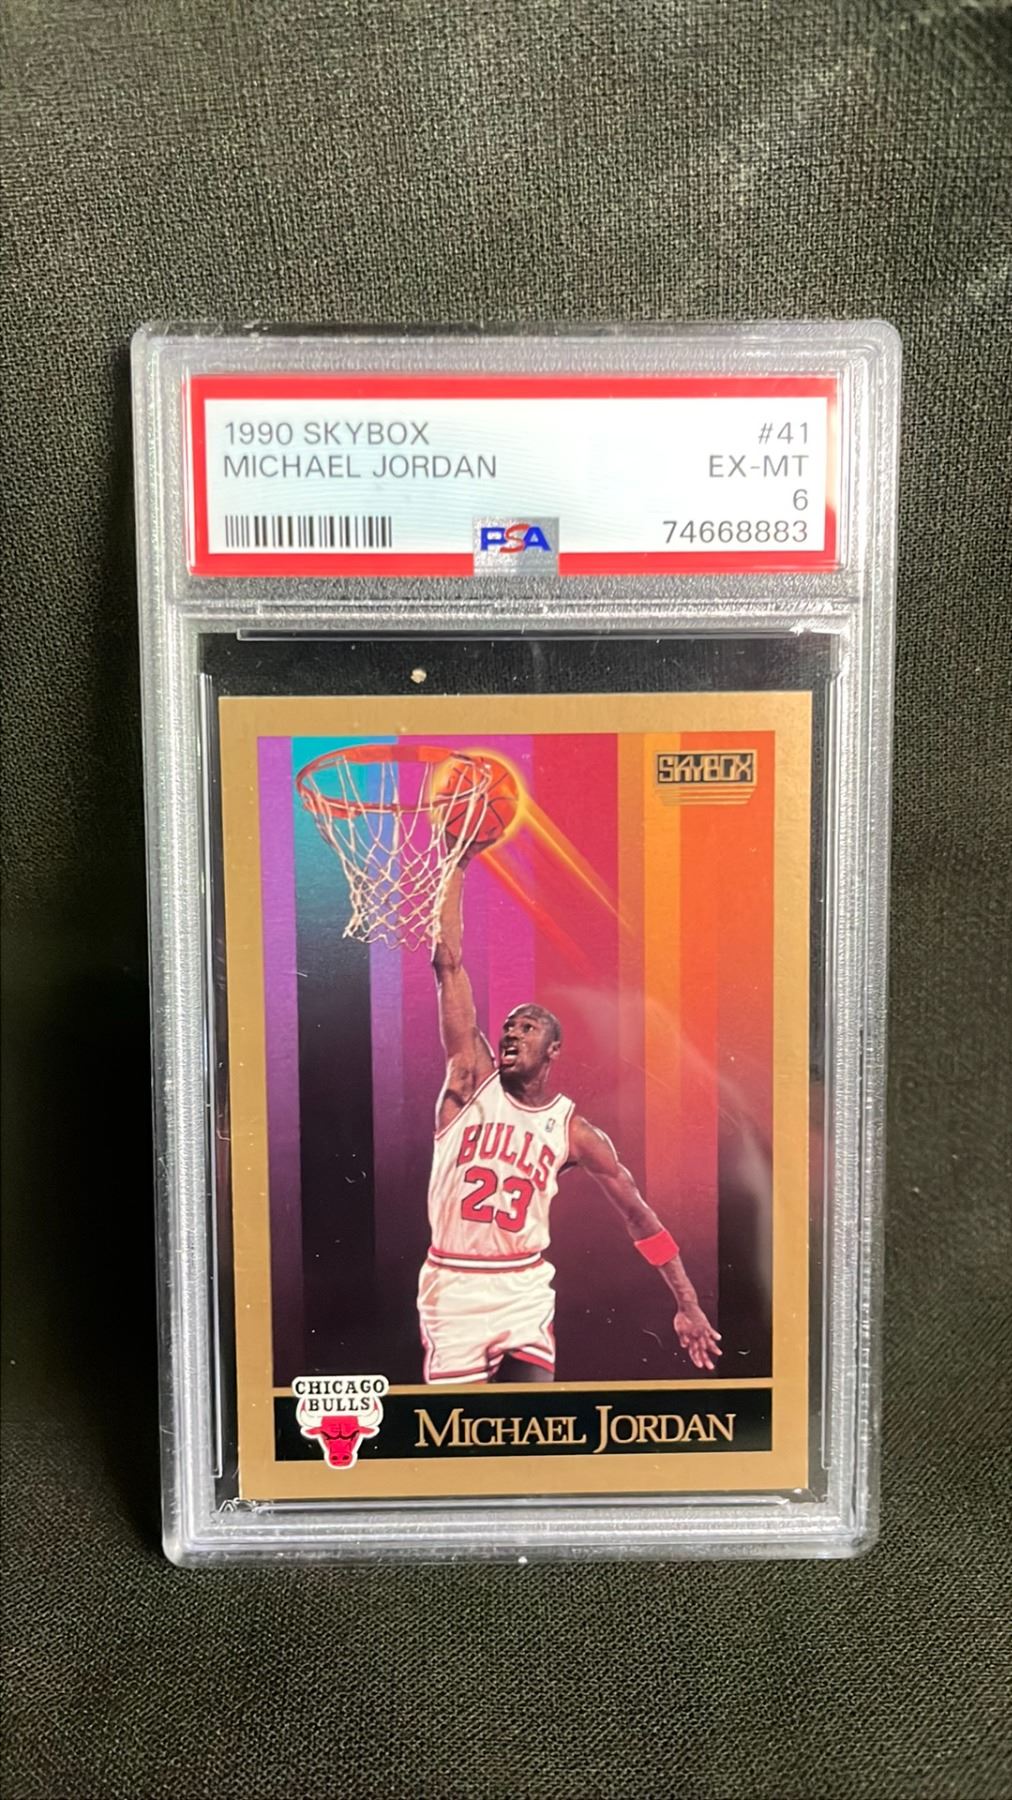 1990 SKYBOX #41
MICHAEL JORDAN EX-MT
6
PSA 74668883
SKYBOX
BULLS
23
CHICAGO
BULLS
MICHAEL JORDAN